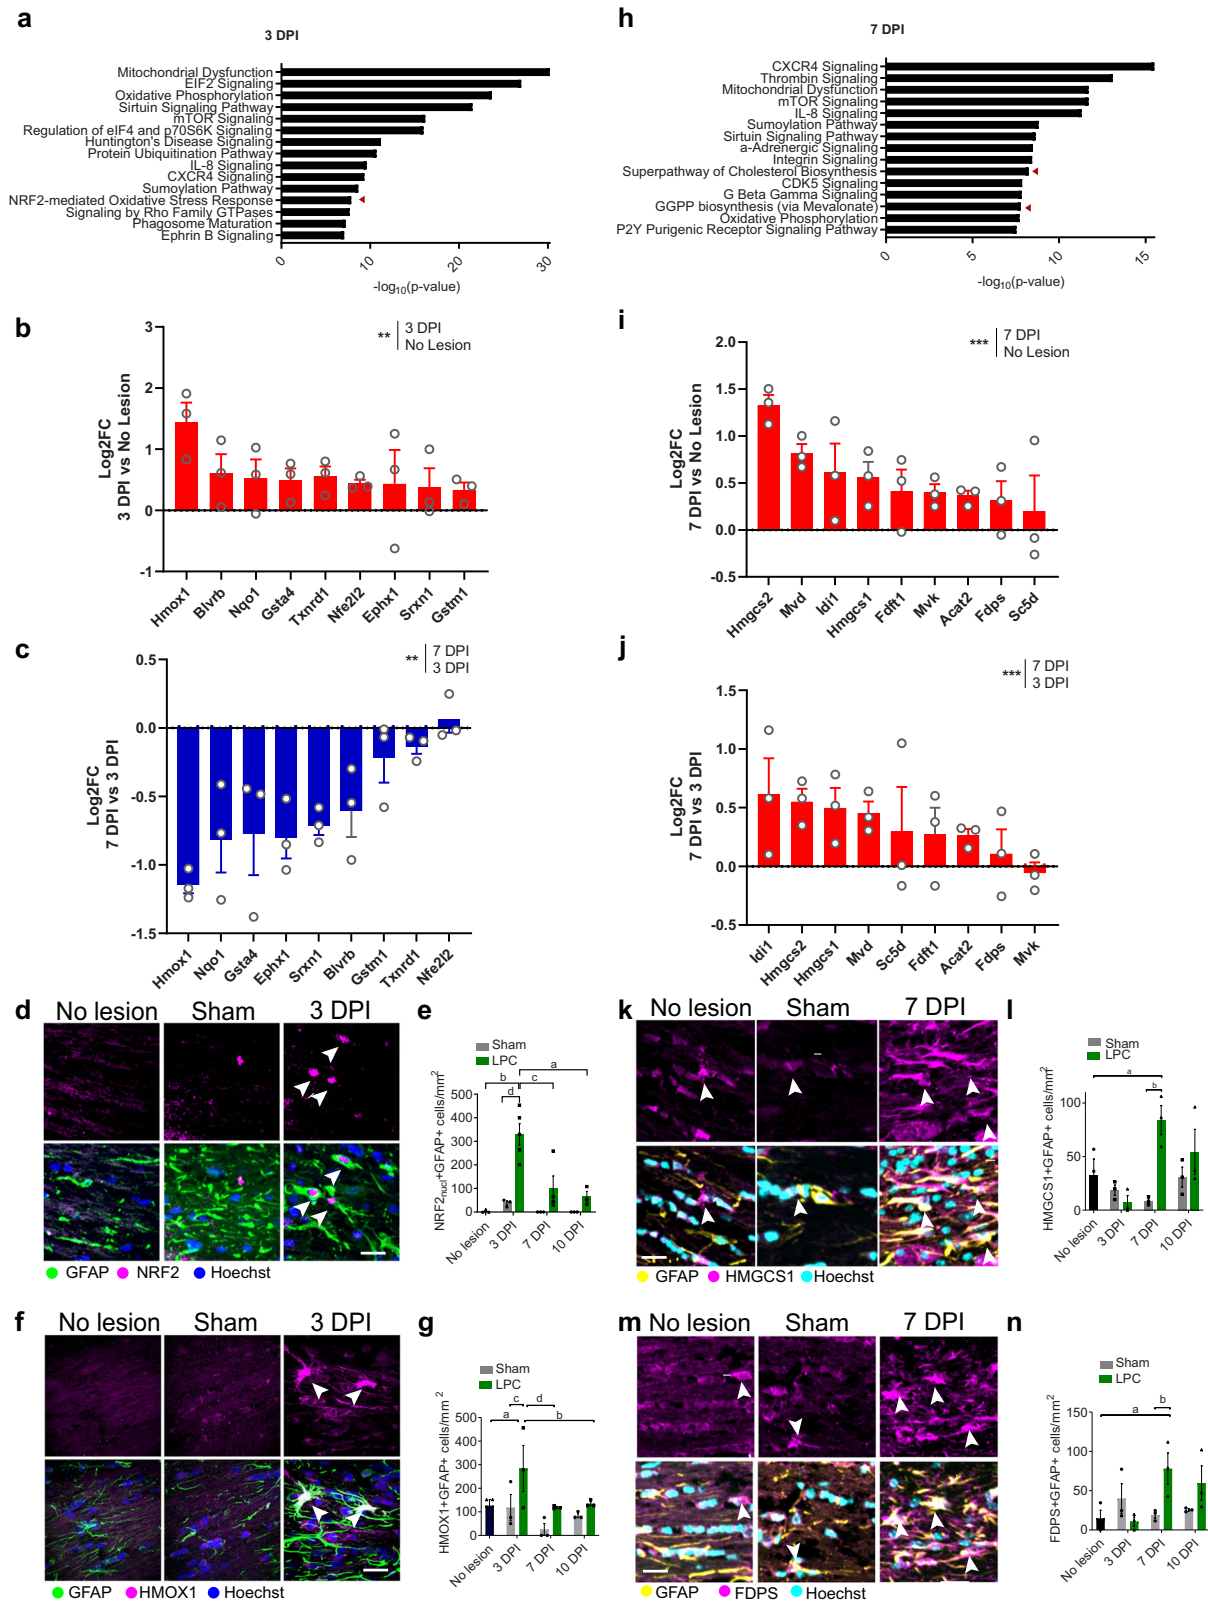 a
3 DPI
Mitochondrial Dysfunction
EIF2 Signaling
Oxidative Phosphorylation
Sirtuin Signaling Pathway
mTOR Signaling
Regulation of eIF4 and p70S6K Signaling
Huntington's Disease Signaling
Protein Ubiquitination Pathway
IL-8 Signaling
CXCR4 Signaling
Sumoylation Pathway
NRF2-mediated Oxidative Stress Response
Signaling by Rho Family GTPases
Phagosome Maturation
Ephrin B Signaling
0 10 20 30
-log10(p-value)
h
7 DPI
CXCR4 Signaling
Thrombin Signaling
Mitochondrial Dysfunction
mTOR Signaling
IL-8 Signaling
Sumoylation Pathway
Sirtuin Signaling Pathway
a-Adrenergic Signaling
Integrin Signaling
Superpathway of Cholesterol Biosynthesis
CDK5 Signaling
G Beta Gamma Signaling
GGPP biosynthesis (via Mevalonate)
Oxidative Phosphorylation
P2Y Purigenic Receptor Signaling Pathway
0 5 10 15
-log10(p-value)
b
Log2FC
3 DPI vs No Lesion
3
2
1
0
-1
** 3 DPI
No Lesion
Hmox1 Blvrb Nqo1 Gsta4 Txnrd1 Nfe2l2 Ephx1 Srxn1 Gstm1
i
Log2FC
7 DPI vs No Lesion
2.0
1.5
1.0
0.5
0.0
-0.5
*** 7 DPI
No Lesion
Hmgcs2 Mvd Idi1 Hmgcs1 Fdft1 Mvk Acat2 Fdps Sc5d
c
Log2FC
7 DPI vs 3 DPI
0.5
0.0
-0.5
-1.0
-1.5
** 7 DPI
3 DPI
Hmox1 Nqo1 Gsta4 Ephx1 Srxn1 Blvrb Gstm1 Txnrd1 Nfe2l2
j
Log2FC
7 DPI vs 3 DPI
1.5
1.0
0.5
0.0
-0.5
*** 7 DPI
3 DPI
Idi1 Hmgcs2 Hmgcs1 Mvd Sc5d Fdft1 Acat2 Fdps Mvk
d
No lesion Sham 3 DPI
GFAP NRF2 Hoechst
e
Sham
LPC
NRF2nucl+GFAP+ cells/mm2
500
400
300
200
100
0
a
b c
d
No lesion 3 DPI 7 DPI 10 DPI
k
No lesion Sham 7 DPI
GFAP HMGCS1 Hoechst
l
Sham
LPC
HMGCS1+GFAP+ cells/mm2
100
50
0
a
b
No lesion 3 DPI 7 DPI 10 DPI
f
No lesion Sham 3 DPI
GFAP HMOX1 Hoechst
g
Sham
LPC
HMOX1+GFAP+ cells/mm2
500
400
300
200
100
0
c d
a b
No lesion 3 DPI 7 DPI 10 DPI
m
No lesion Sham 7 DPI
GFAP FDPS Hoechst
n
Sham
LPC
FDPS+GFAP+ cells/mm2
150
100
50
0
a b
No lesion 3 DPI 7 DPI 10 DPI